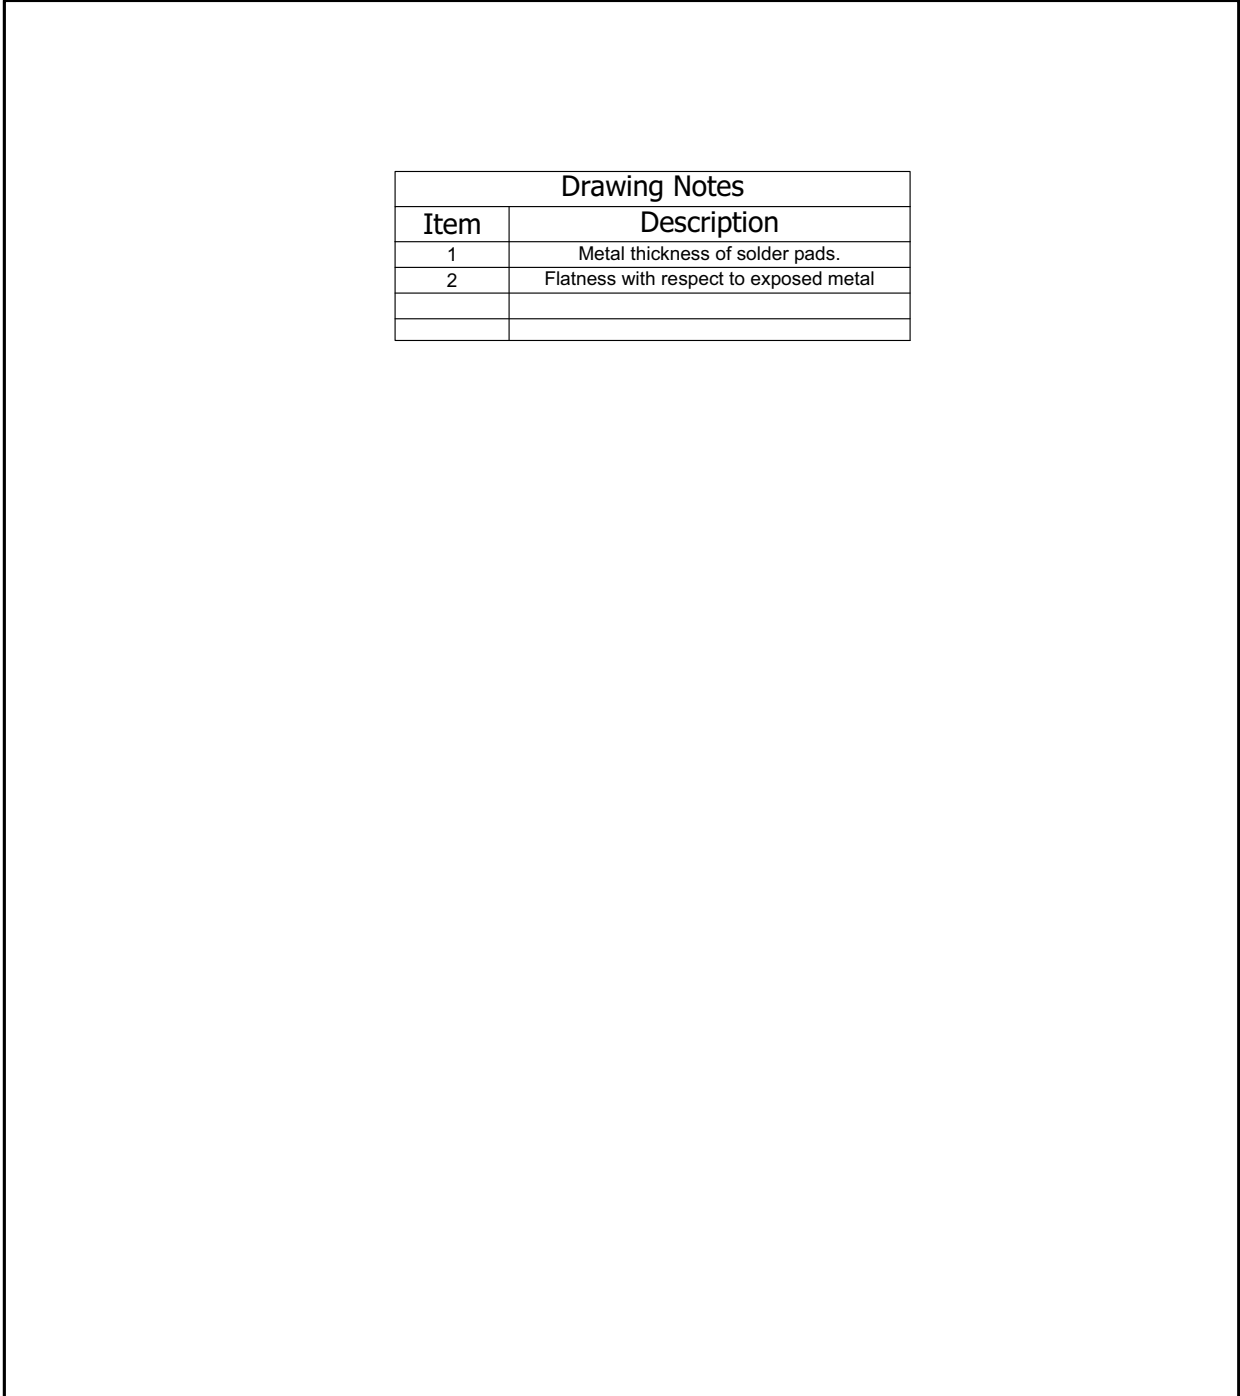 Drawing Notes
Item Description
1 Metal thickness of solder pads.
2 Flatness with respect to exposed metal